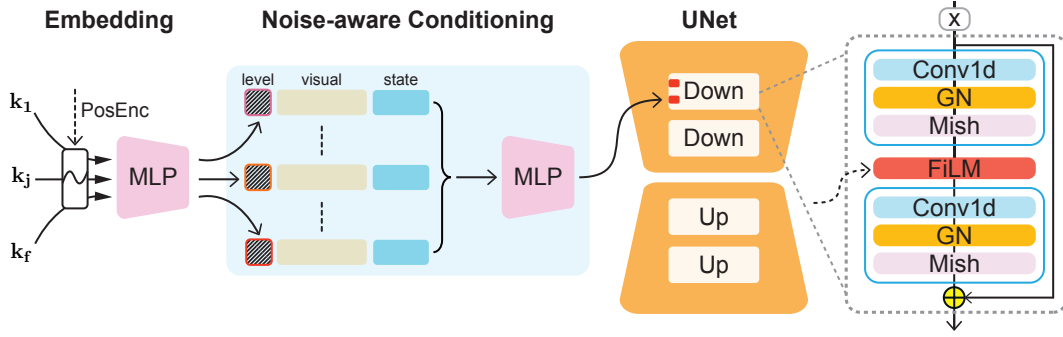 Embedding
Noise-aware Conditioning
UNet
X
level
visual
state
k1
PosEnc
kj
MLP
kf
MLP
Down
Down
Up
Up
Conv1d
GN
Mish
FiLM
Conv1d
GN
Mish